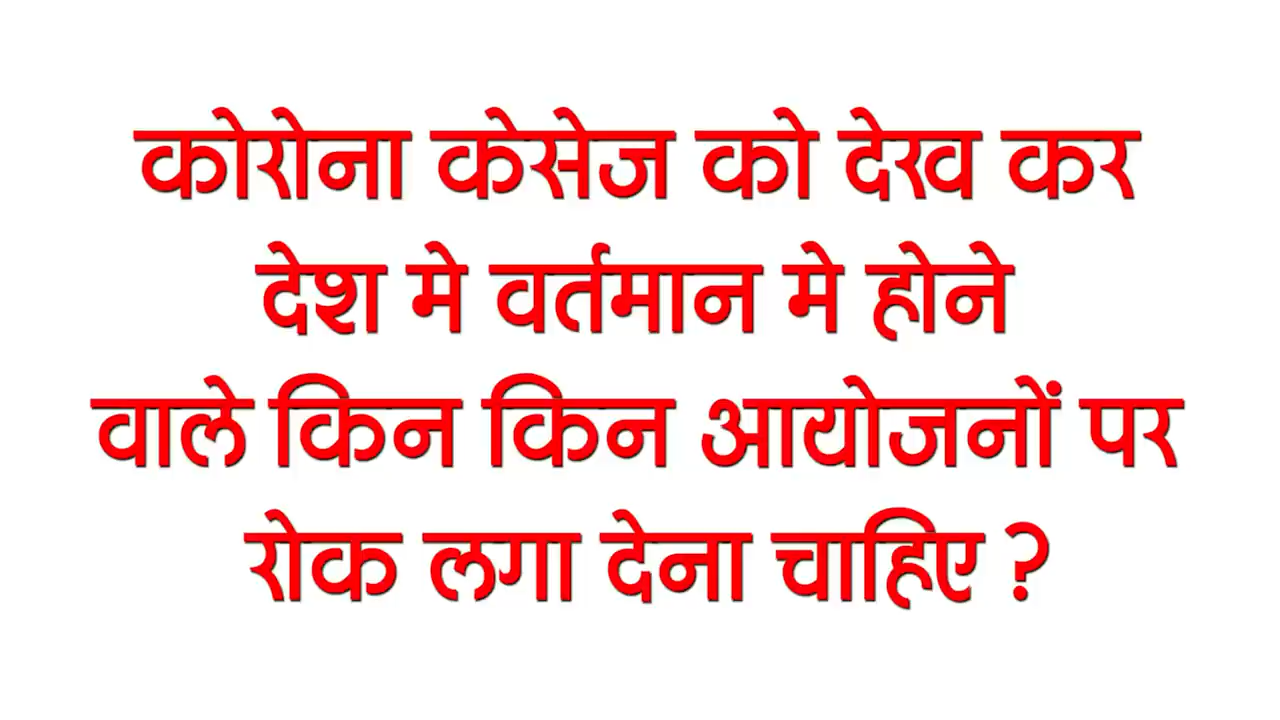 कोरोना केसेज को देख कर
देश मे वर्तमान मे होने
वाले किन किन आयोजनों पर
रोक लगा देना चाहिए ?